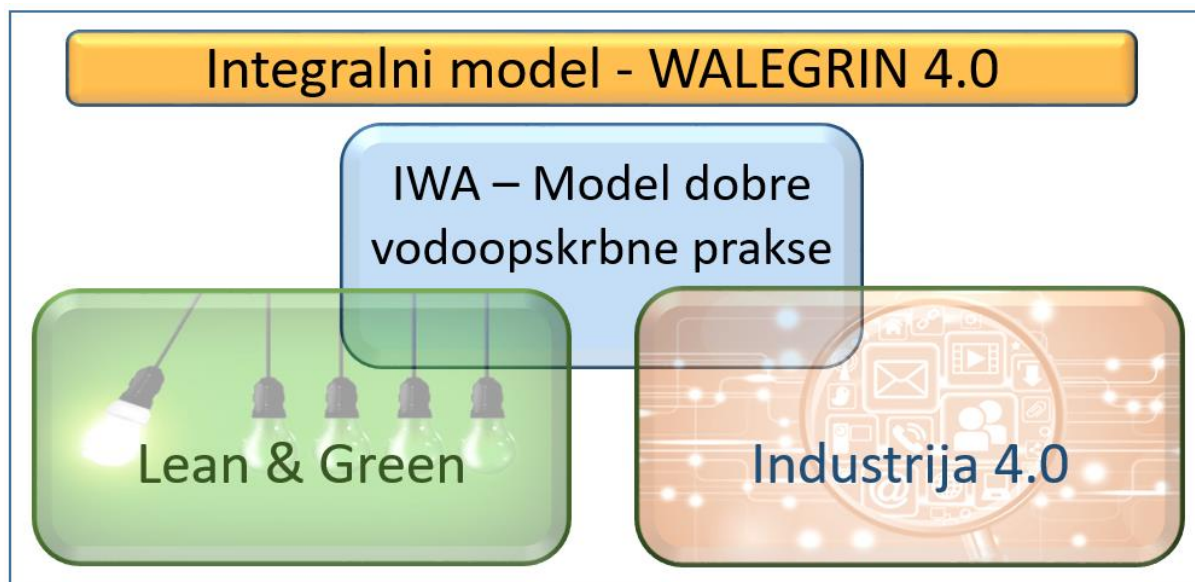 Integralni model - WALEGRIN 4.0
IWA – Model dobre
vodoopskrbne prakse
Lean & Green
Industrija 4.0